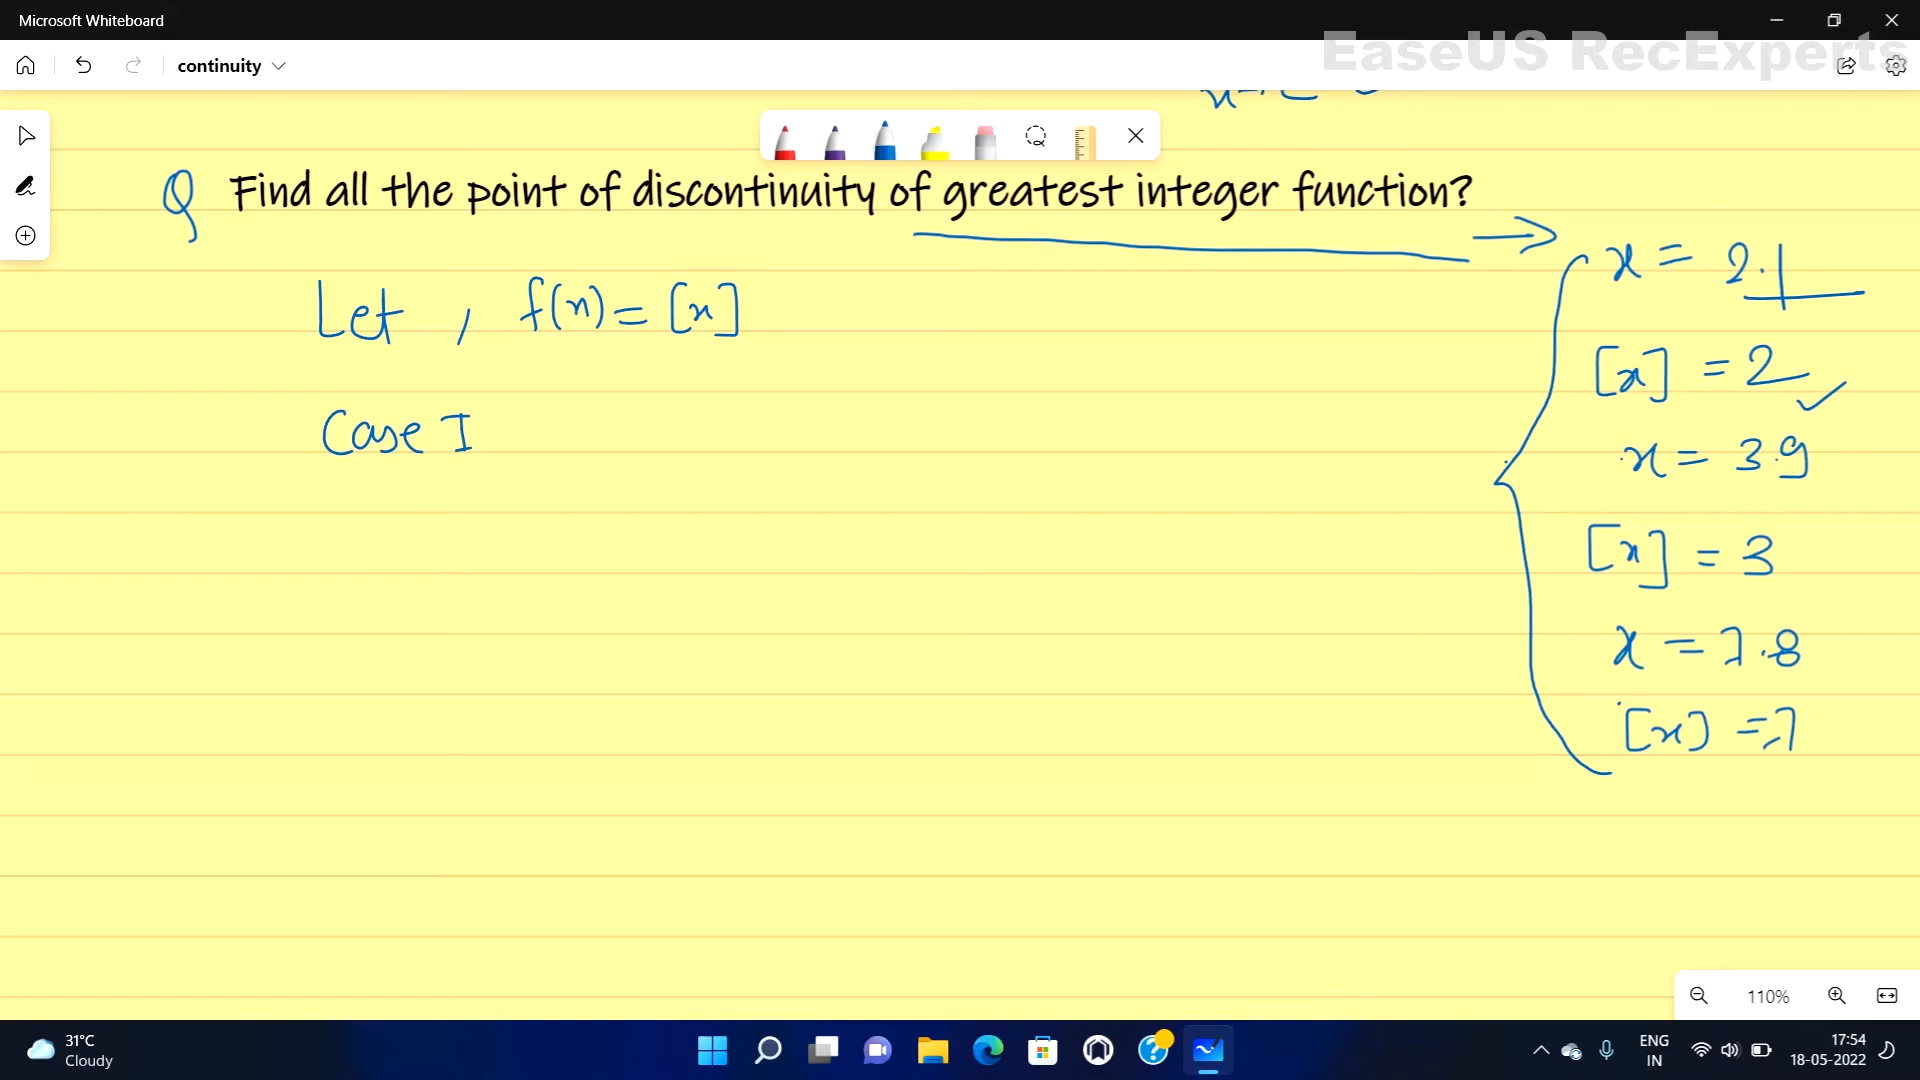 Microsoft Whiteboard
EaseUS RecExperts
continuity
Q Find all the point of discontinuity of greatest integer function?
Let , f(x) = [x]
Case I
x = 2.1
[x] = 2
x = 3.9
[x] = 3
x = 7.8
[x] = 7
110%
31°C
Cloudy
ENG
IN
17:54
18-05-2022